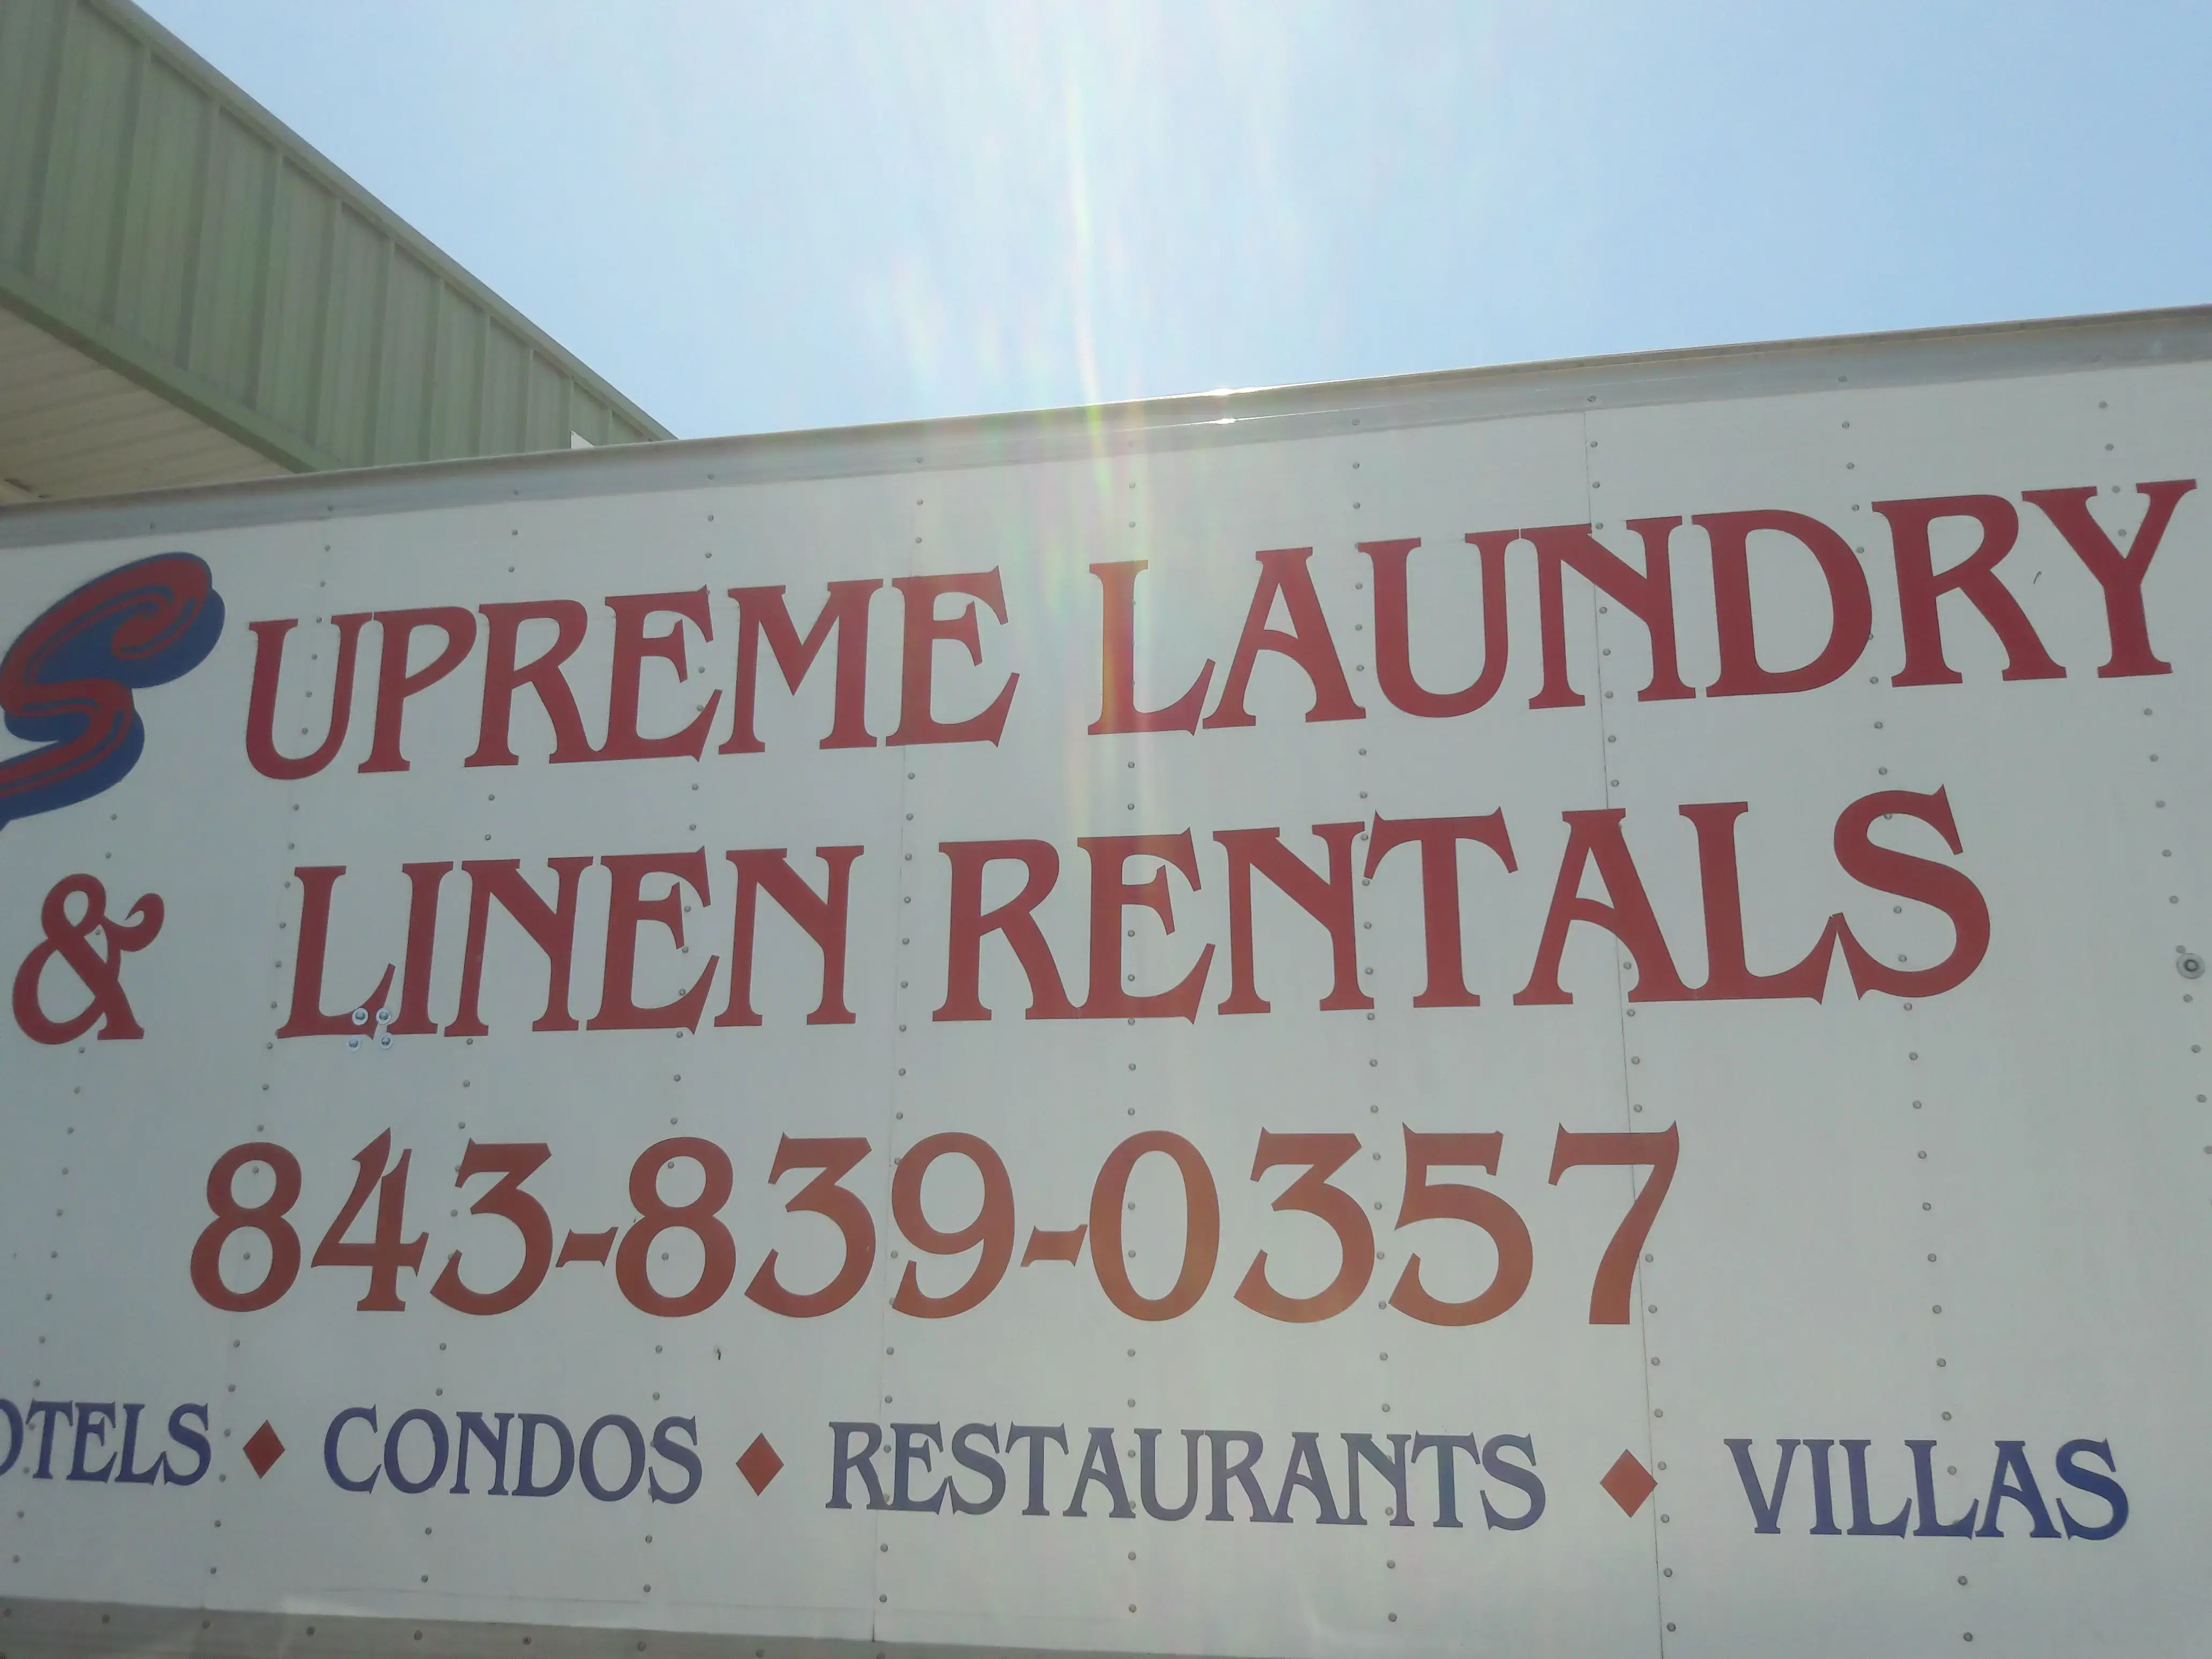 SUPREME LAUNDRY
& LINEN RENTALS
843-839-0357
OTELS ♦ CONDOS ♦ RESTAURANTS ♦ VILLAS